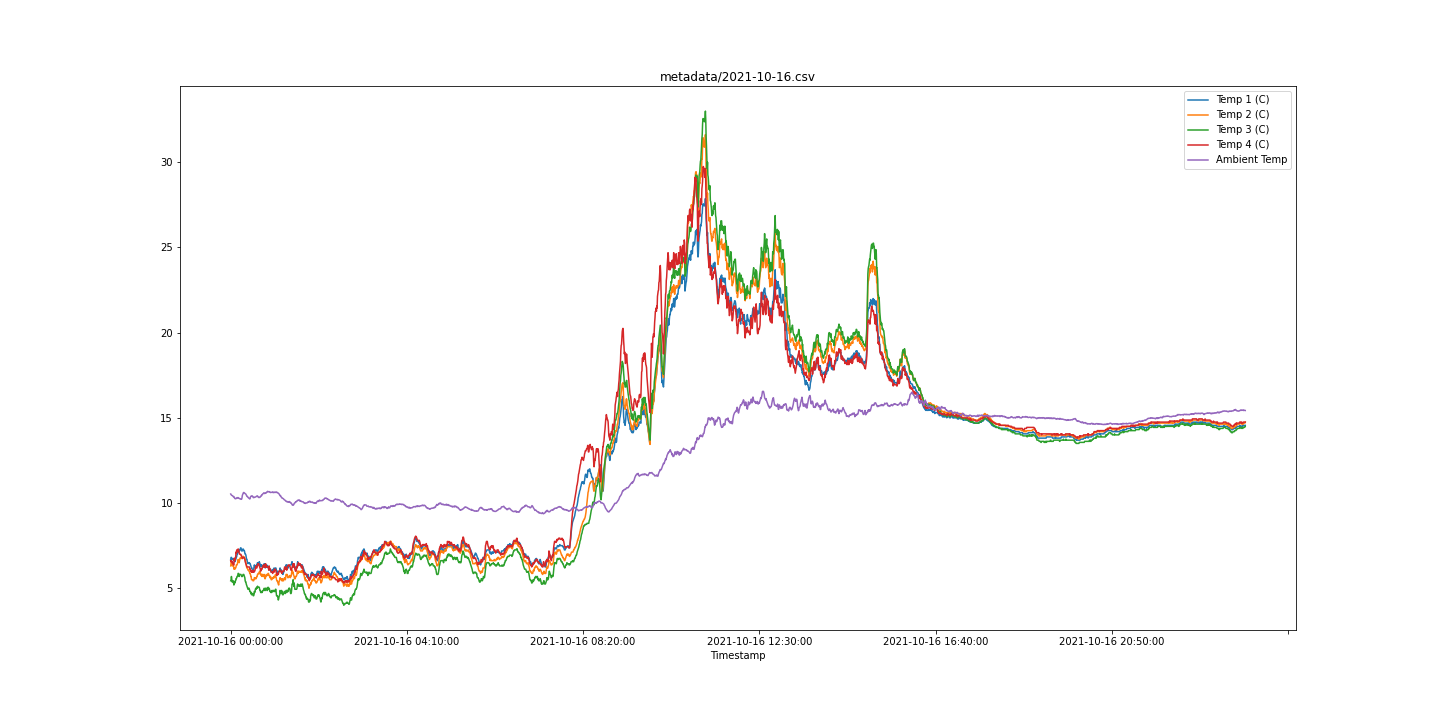 metadata/2021-10-16.csv
Temp 1 (C)
Temp 2 (C)
Temp 3 (C)
Temp 4 (C)
Ambient Temp
30
25
20
15
10
5
2021-10-16 00:00:00 2021-10-16 04:10:00 2021-10-16 08:20:00 2021-10-16 12:30:00 2021-10-16 16:40:00 2021-10-16 20:50:00
Timestamp